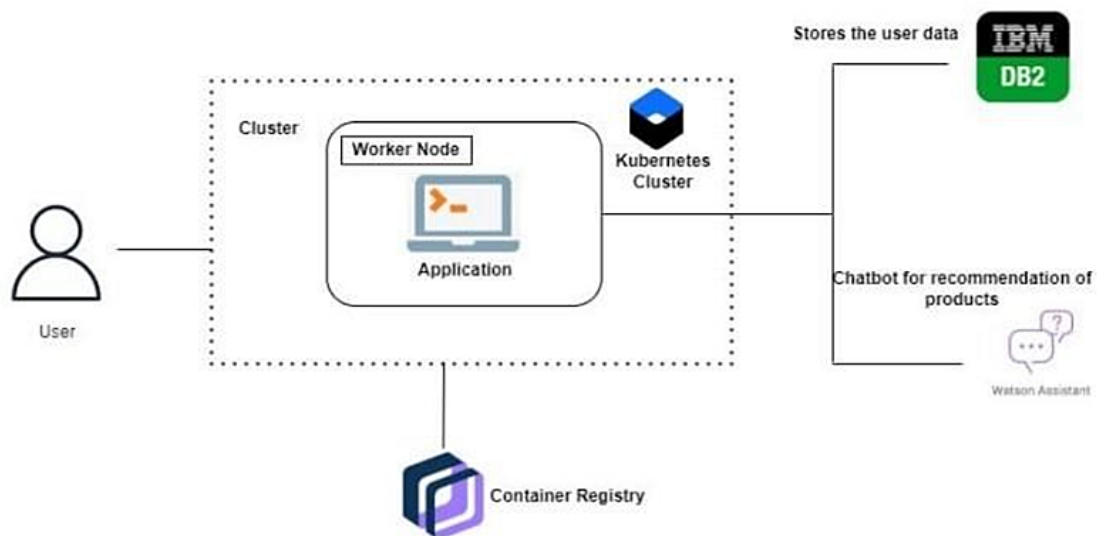 Stores the user data
IBM
DB2
Cluster
Worker Node
Kubernetes
Cluster
Application
User
Chatbot for recommendation of
products
?
Watson Assistant
Container Registry